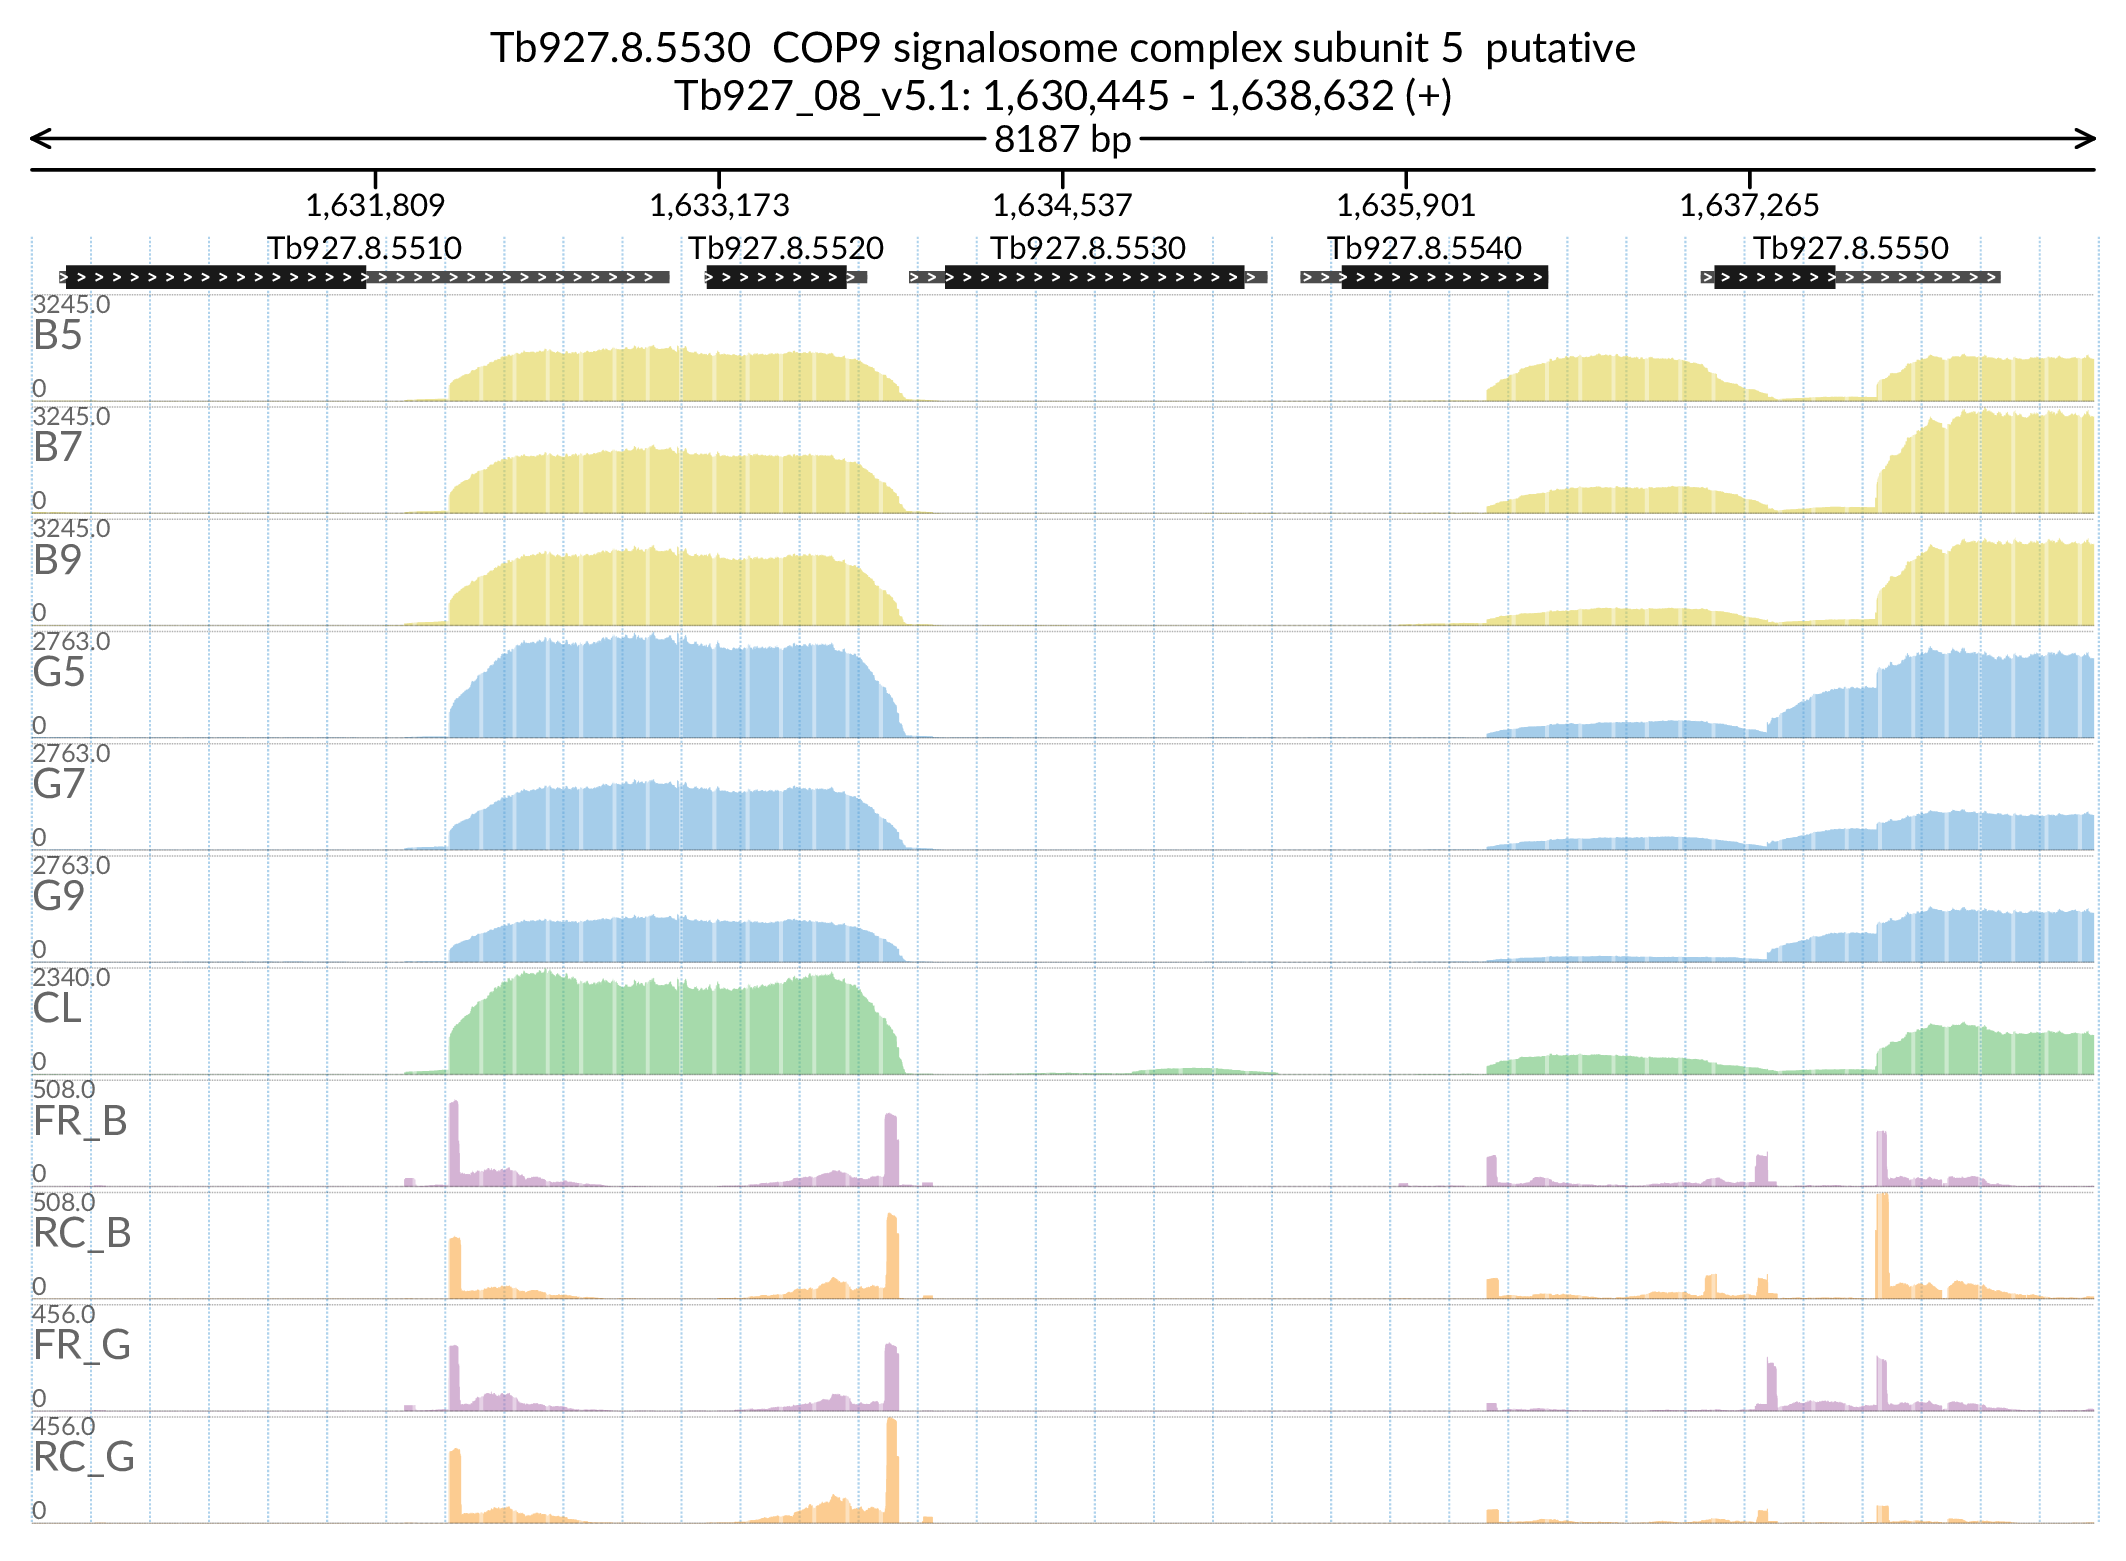 Tb927.8.5530  COP9 signalosome complex subunit 5  putative
Tb927_08_v5.1: 1,630,445 - 1,638,632 (+)
8187 bp
1,631,809 1,633,173 1,634,537 1,635,901 1,637,265
Tb927.8.5510 Tb927.8.5520 Tb927.8.5530 Tb927.8.5540 Tb927.8.5550
3245.0
B5
0
3245.0
B7
0
3245.0
B9
0
2763.0
G5
0
2763.0
G7
0
2763.0
G9
0
2340.0
CL
0
508.0
FR_B
0
508.0
RC_B
0
456.0
FR_G
0
456.0
RC_G
0